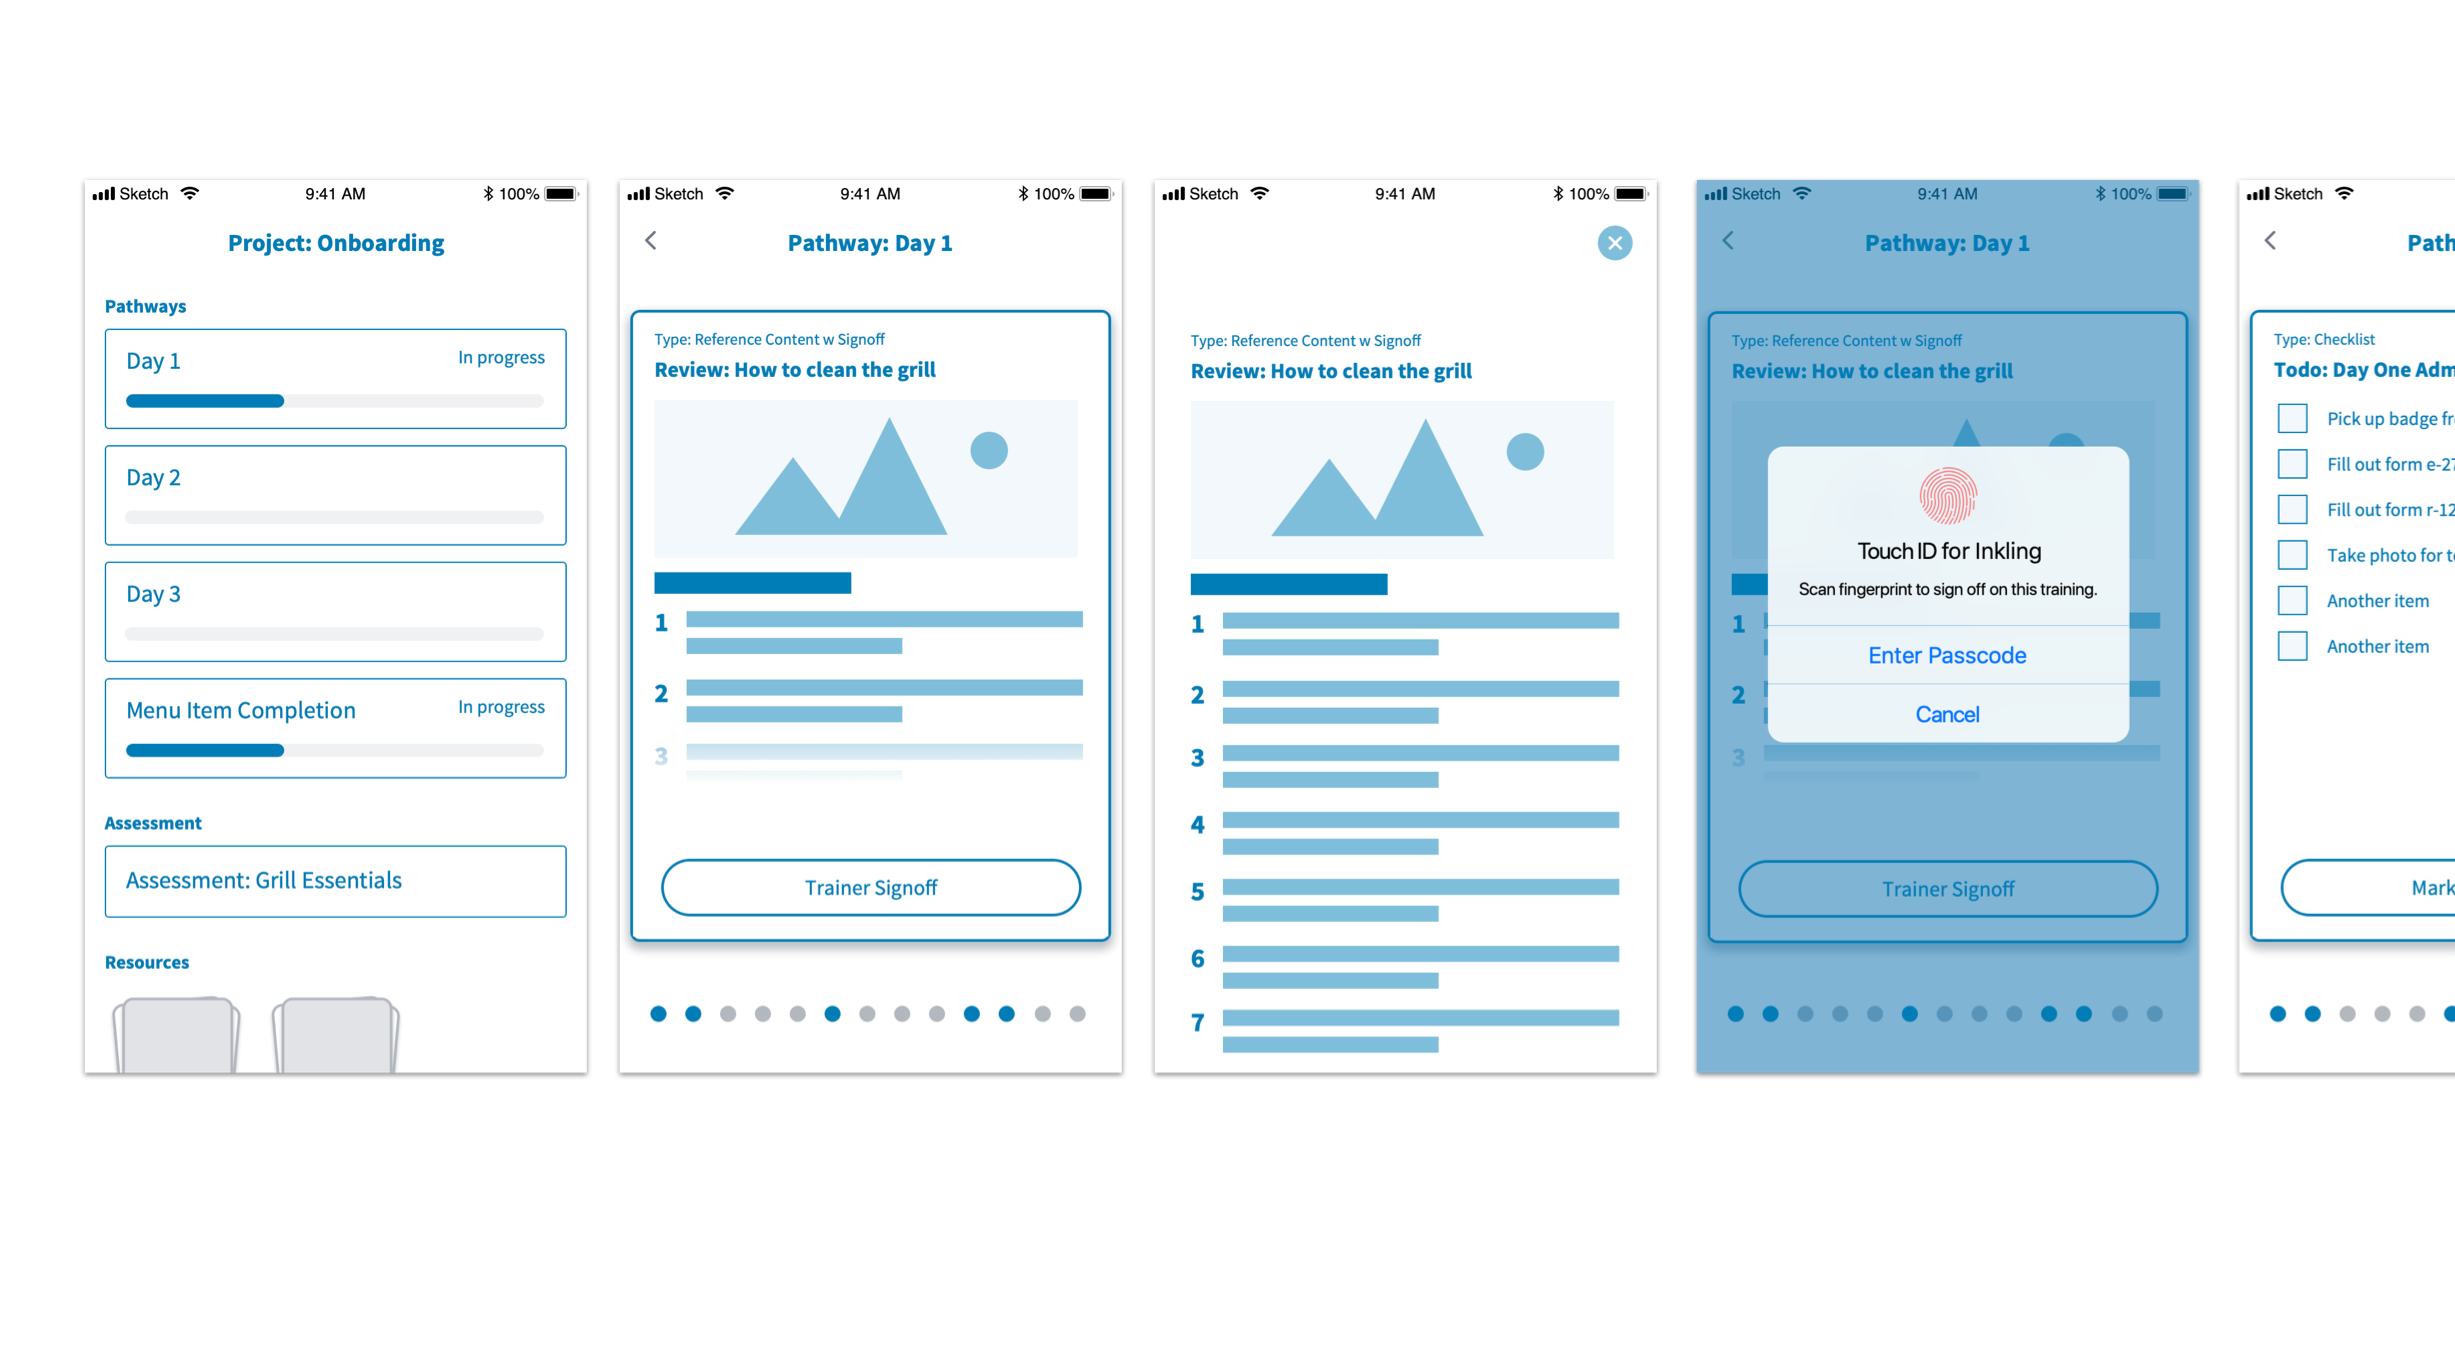 Sketch 9:41 AM 100%
Project: Onboarding
Pathways
Day 1 In progress
Day 2
Day 3
Menu Item Completion In progress
Assessment
Assessment: Grill Essentials
Resources
Sketch 9:41 AM 100%
Pathway: Day 1
Type: Reference Content w Signoff
Review: How to clean the grill
1
2
3
Trainer Signoff
Sketch 9:41 AM 100%
Type: Reference Content w Signoff
Review: How to clean the grill
1
2
3
4
5
6
7
Sketch 9:41 AM 100%
Pathway: Day 1
Type: Reference Content w Signoff
Review: How to clean the grill
Touch ID for Inkling
Scan fingerprint to sign off on this training.
Enter Passcode
Cancel
1
2
3
Trainer Signoff
Sketch
Path
Type: Checklist
Todo: Day One Adm
Pick up badge fr
Fill out form e-27
Fill out form r-12
Take photo for t
Another item
Another item
Mark